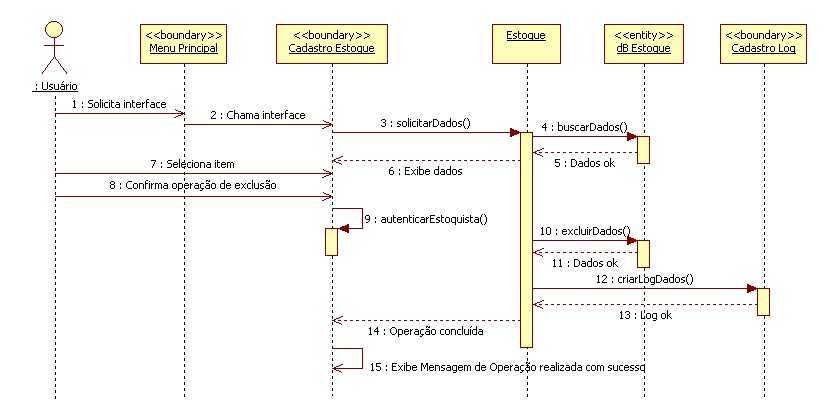 <<boundary>>
Menu Principal
<<boundary>>
Cadastro Estoque
Estoque
<<entity>>
dB Estoque
<<boundary>>
Cadastro Log
: Usuário
1 : Solicita interface
2 : Chama interface
3 : solicitarDados()
4 : buscarDados()
5 : Dados ok
6 : Exibe dados
7 : Seleciona item
8 : Confirma operação de exclusão
9 : autenticarEstoquista()
10 : excluirDados()
11 : Dados ok
12 : criarLogDados()
13 : Log ok
14 : Operação concluída
15 : Exibe Mensagem de Operação realizada com sucesso